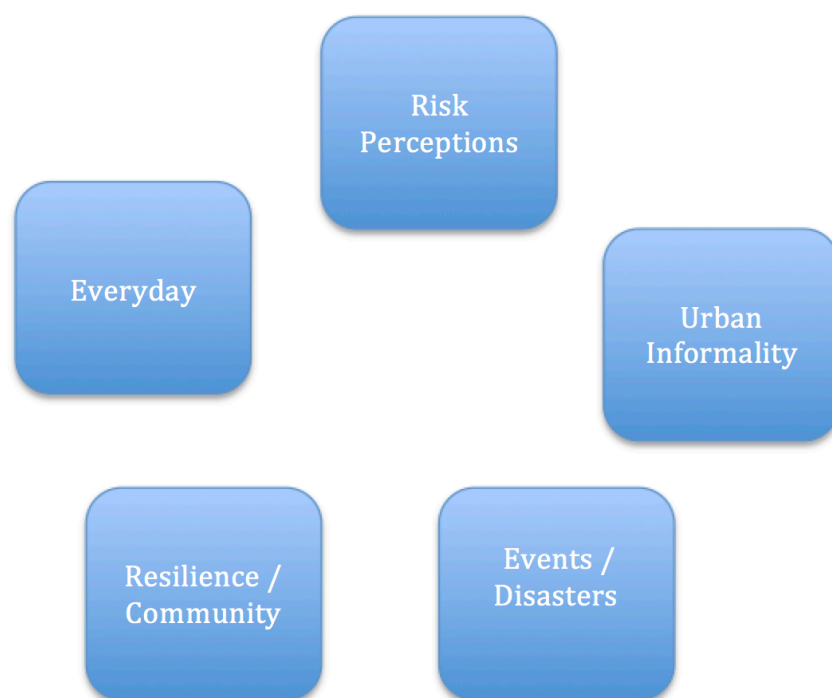 Risk
Perceptions
Everyday
Urban
Informality
Resilience /
Community
Events /
Disasters